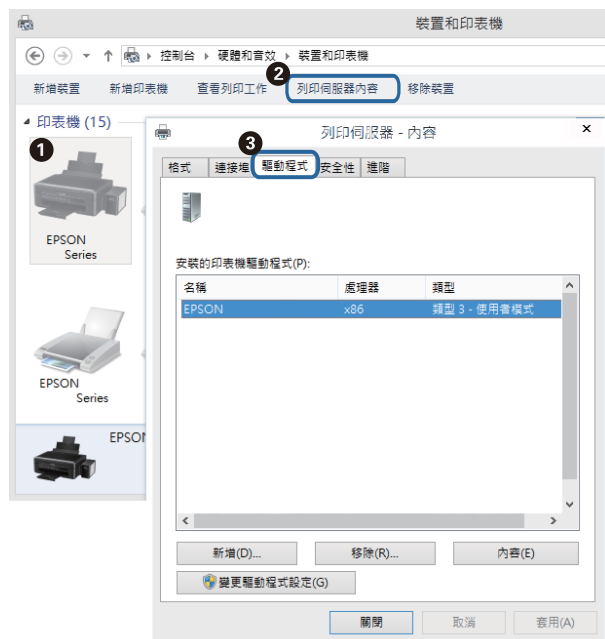 裝置和印表機
控制台 硬體和音效 裝置和印表機
2
新增裝置 新增印表機 查看列印工作 列印伺服器內容 移除裝置
印表機 (15)
1
EPSON
Series
EPSON
Series
EPSON
列印伺服器 - 內容
3
格式 連接埠 驅動程式 安全性 進階
安裝的印表機驅動程式(P):
名稱 處理器 類型
EPSON x86 類型 3 - 使用者模式
新增(D)... 移除(R)... 內容(E)
變更驅動程式設定(G)
關閉 取消 套用(A)